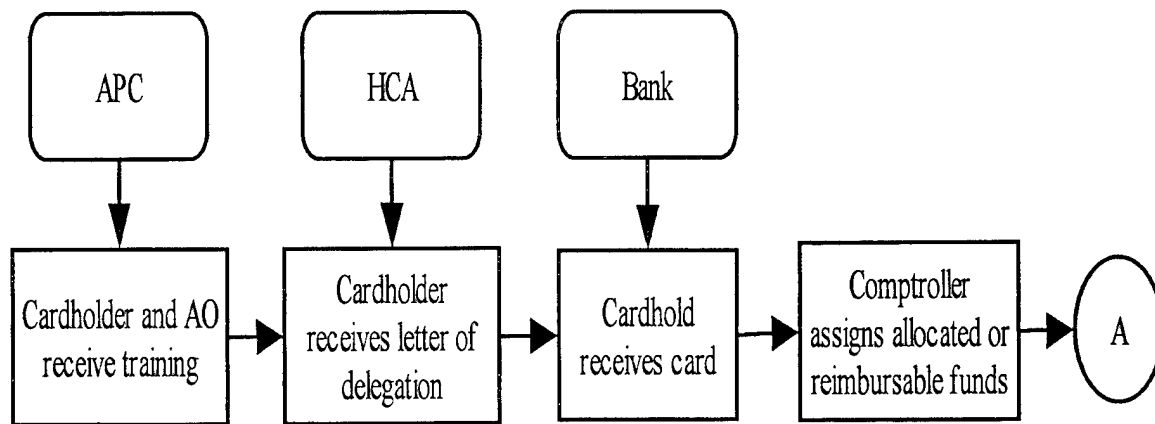 APC
HCA
Bank
Cardholder and AO
receive training
Cardholder
receives letter of
delegation
Cardhold
receives card
Comptroller
assigns allocated or
reimbursable funds
A